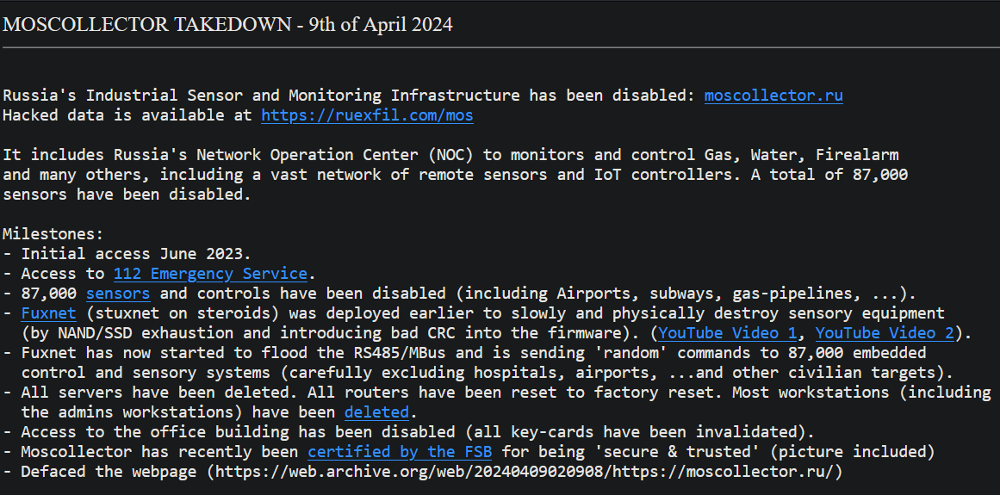 MOSCOLLECTOR TAKEDOWN - 9th of April 2024
Russia's Industrial Sensor and Monitoring Infrastructure has been disabled: moscollector.ru
Hacked data is available at https://ruexfil.com/mos
It includes Russia's Network Operation Center (NOC) to monitors and control Gas, Water, Firealarm
and many others, including a vast network of remote sensors and IoT controllers. A total of 87,000
sensors have been disabled.
Milestones:
- Initial access June 2023.
- Access to 112 Emergency Service.
- 87,000 sensors and controls have been disabled (including Airports, subways, gas-pipelines, ...).
- Fuxnet (stuxnet on steroids) was deployed earlier to slowly and physically destroy sensory equipment
(by NAND/SSD exhaustion and introducing bad CRC into the firmware). (YouTube Video 1, YouTube Video 2).
- Fuxnet has now started to flood the RS485/MBus and is sending 'random' commands to 87,000 embedded
control and sensory systems (carefully excluding hospitals, airports, ...and other civilian targets).
- All servers have been deleted. All routers have been reset to factory reset. Most workstations (including
the admins workstations) have been deleted.
- Access to the office building has been disabled (all key-cards have been invalidated).
- Moscollector has recently been certified by the FSB for being 'secure & trusted' (picture included)
- Defaced the webpage (https://web.archive.org/web/20240409020908/https://moscollector.ru/)